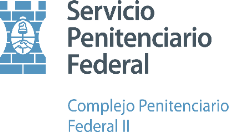 Servicio
Penitenciario
Federal
Complejo Penitenciario
Federal II